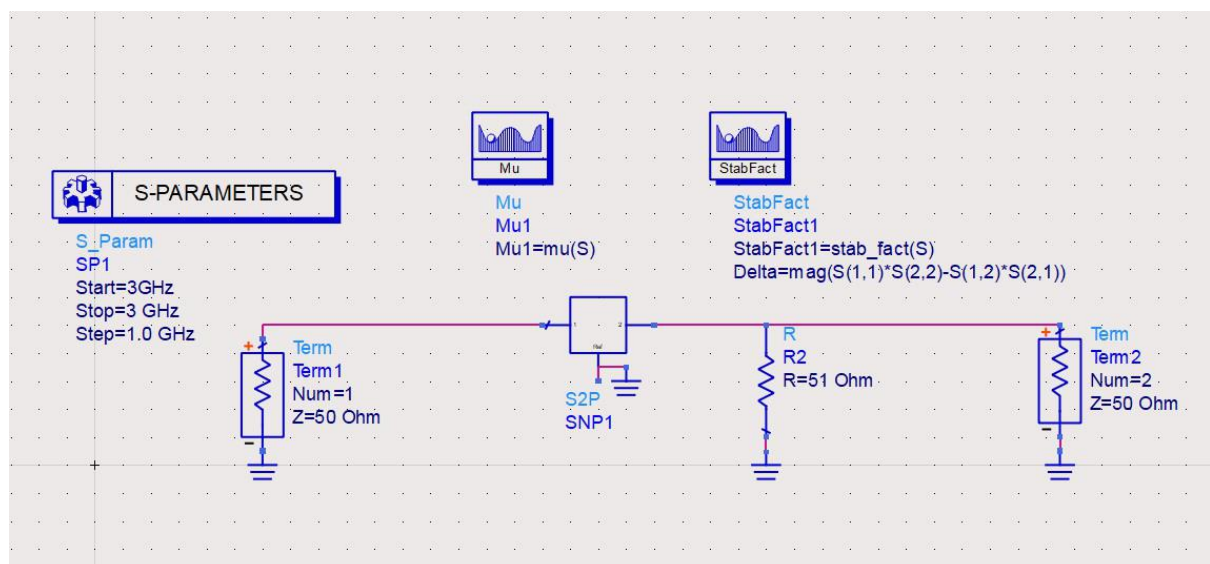 Mu
StabFact
S-PARAMETERS
Mu
Mu1
Mu1=mu(S)
StabFact
StabFact1
StabFact1=stab_fact(S)
Delta=mag(S(1,1)*S(2,2)-S(1,2)*S(2,1))
S_Param
SP1
Start=3GHz
Stop=3 GHz
Step=1.0 GHz
+
Term
Term1
Num=1
Z=50 Ohm
-
1
2
Ref
S2P
SNP1
R
R2
R=51 Ohm
+
Term
Term2
Num=2
Z=50 Ohm
-